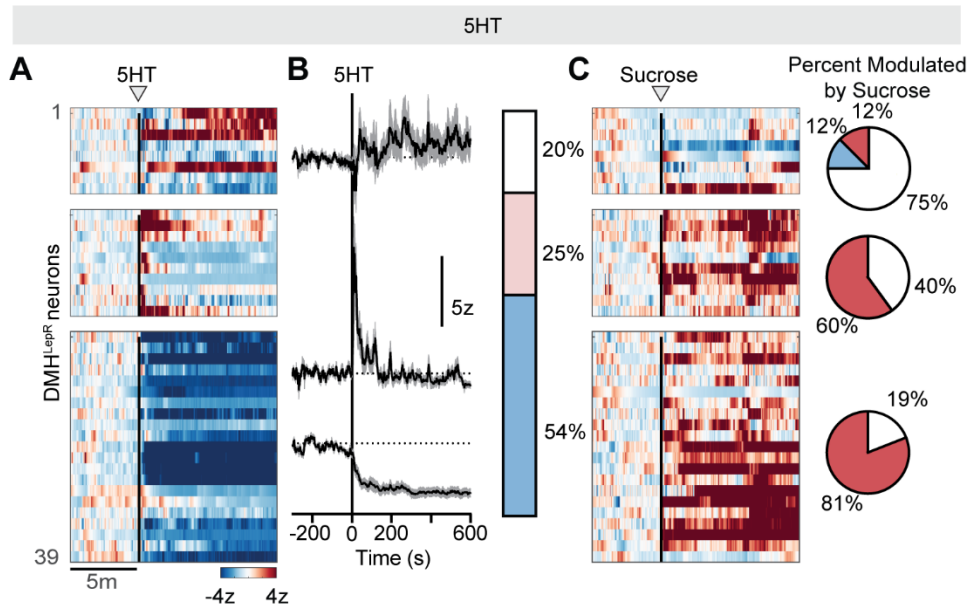 5HT
A
5HT
B
5HT
C
Sucrose
Percent Modulated
by Sucrose
1
DMH^LepR neurons
39
5m
-4z 4z
5z
-200 0 200 600
Time (s)
20%
25%
54%
12%
12%
75%
40%
60%
19%
81%